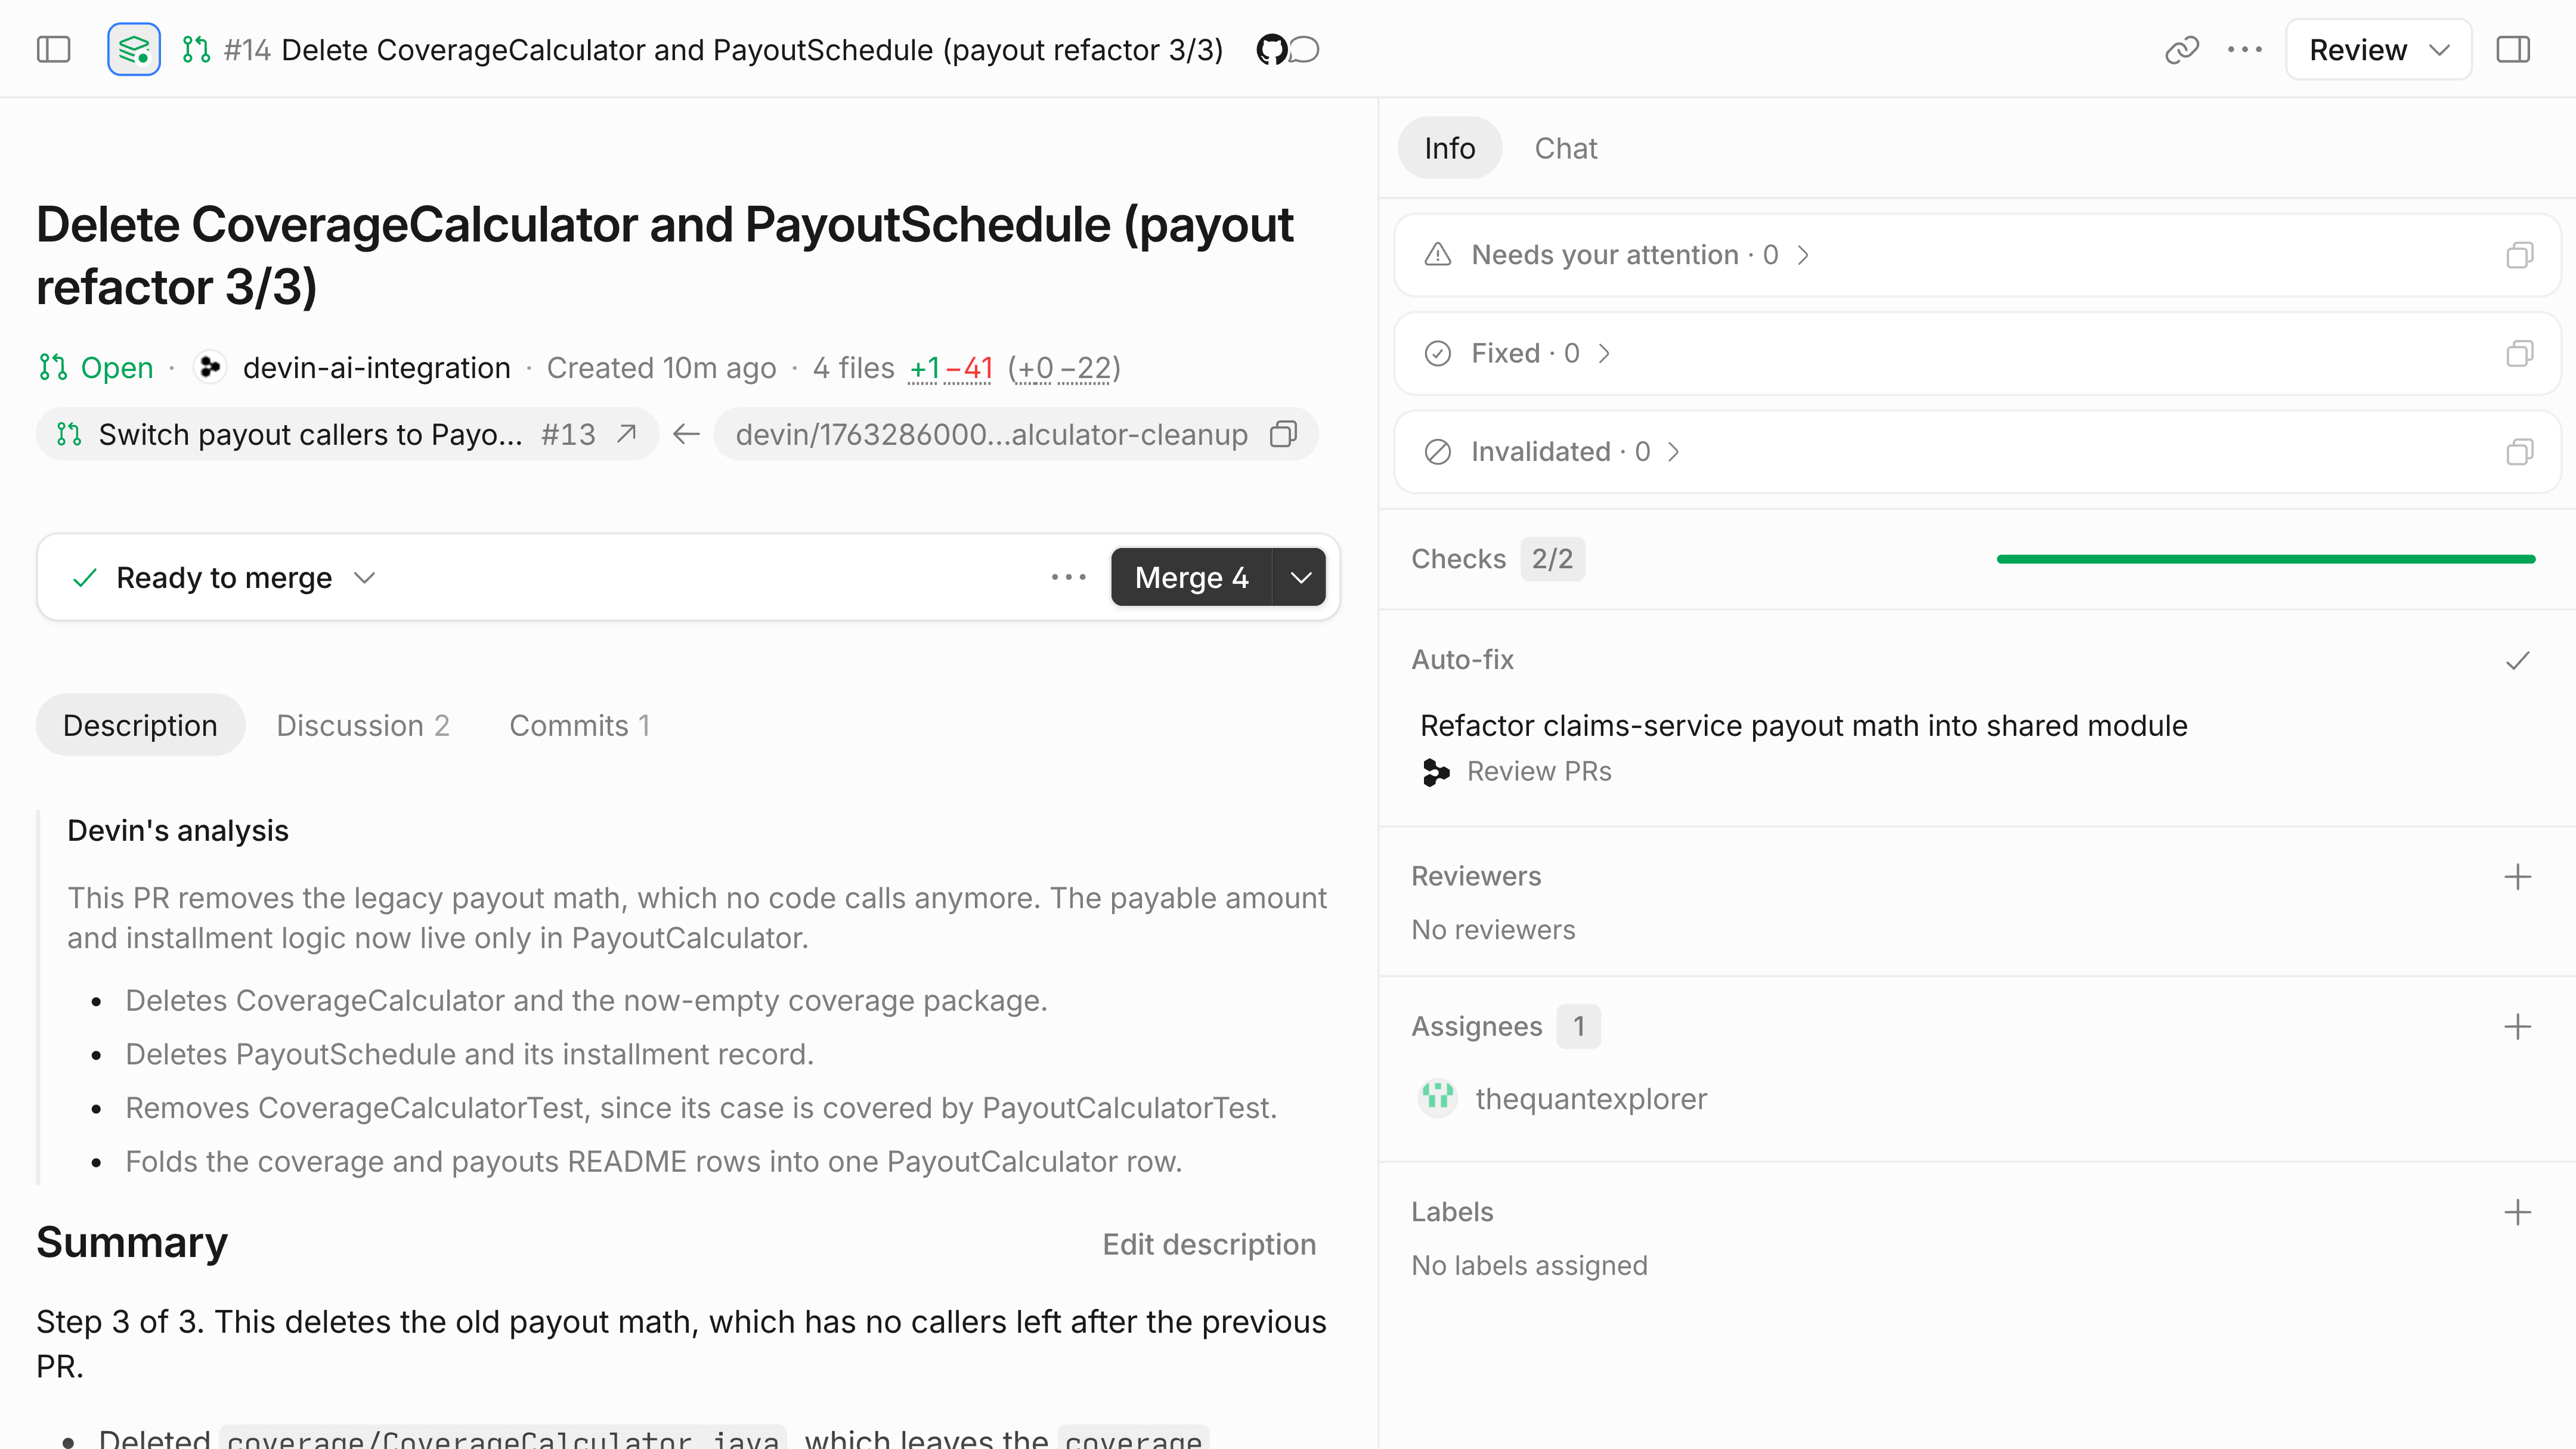 #14 Delete CoverageCalculator and PayoutSchedule (payout refactor 3/3)
Review
Delete CoverageCalculator and PayoutSchedule (payout
refactor 3/3)
Open · devin-ai-integration · Created 10m ago · 4 files +1 −41 (+0 −22)
Switch payout callers to Payo... #13 ← devin/1763286000...alculator-cleanup
Ready to merge
Merge 4
Description
Discussion 2
Commits 1
Devin's analysis
This PR removes the legacy payout math, which no code calls anymore. The payable amount
and installment logic now live only in PayoutCalculator.
• Deletes CoverageCalculator and the now-empty coverage package.
• Deletes PayoutSchedule and its installment record.
• Removes CoverageCalculatorTest, since its case is covered by PayoutCalculatorTest.
• Folds the coverage and payouts README rows into one PayoutCalculator row.
Summary
Edit description
Step 3 of 3. This deletes the old payout math, which has no callers left after the previous
PR.
• Deleted coverage/CoverageCalculator.java, which leaves the coverage
Info
Chat
Needs your attention · 0
Fixed · 0
Invalidated · 0
Checks 2/2
Auto-fix
Refactor claims-service payout math into shared module
Review PRs
Reviewers
No reviewers
Assignees 1
thequantexplorer
Labels
No labels assigned